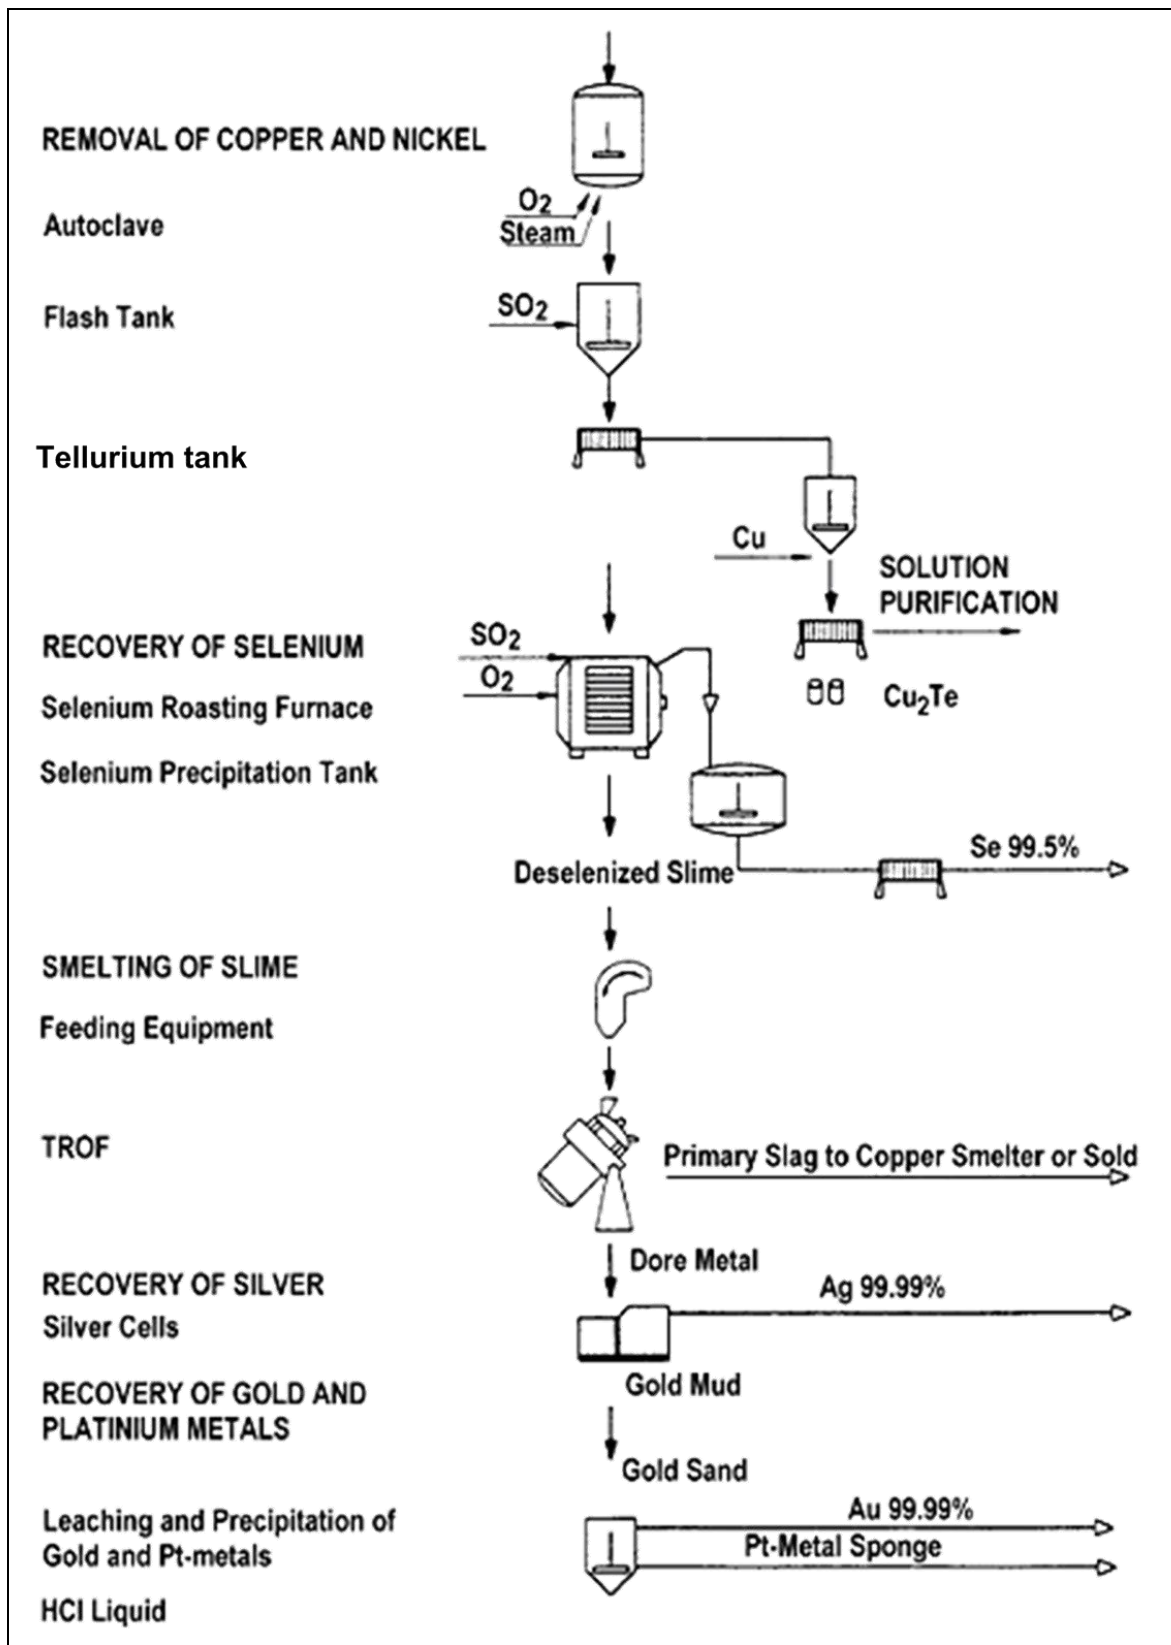 REMOVAL OF COPPER AND NICKEL
O2
Autoclave
Steam
SO2
Flash Tank
Tellurium tank
Cu
SOLUTION
PURIFICATION
SO2
RECOVERY OF SELENIUM
O2
Cu2Te
Selenium Roasting Furnace
Selenium Precipitation Tank
Se 99.5%
Deselenized Slime
SMELTING OF SLIME
Feeding Equipment
TROF
Primary Slag to Copper Smelter or Sold
Dore Metal
RECOVERY OF SILVER
Ag 99.99%
Silver Cells
Gold Mud
RECOVERY OF GOLD AND
PLATINIUM METALS
Gold Sand
Au 99.99%
Leaching and Precipitation of
Gold and Pt-metals
Pt-Metal Sponge
HCl Liquid